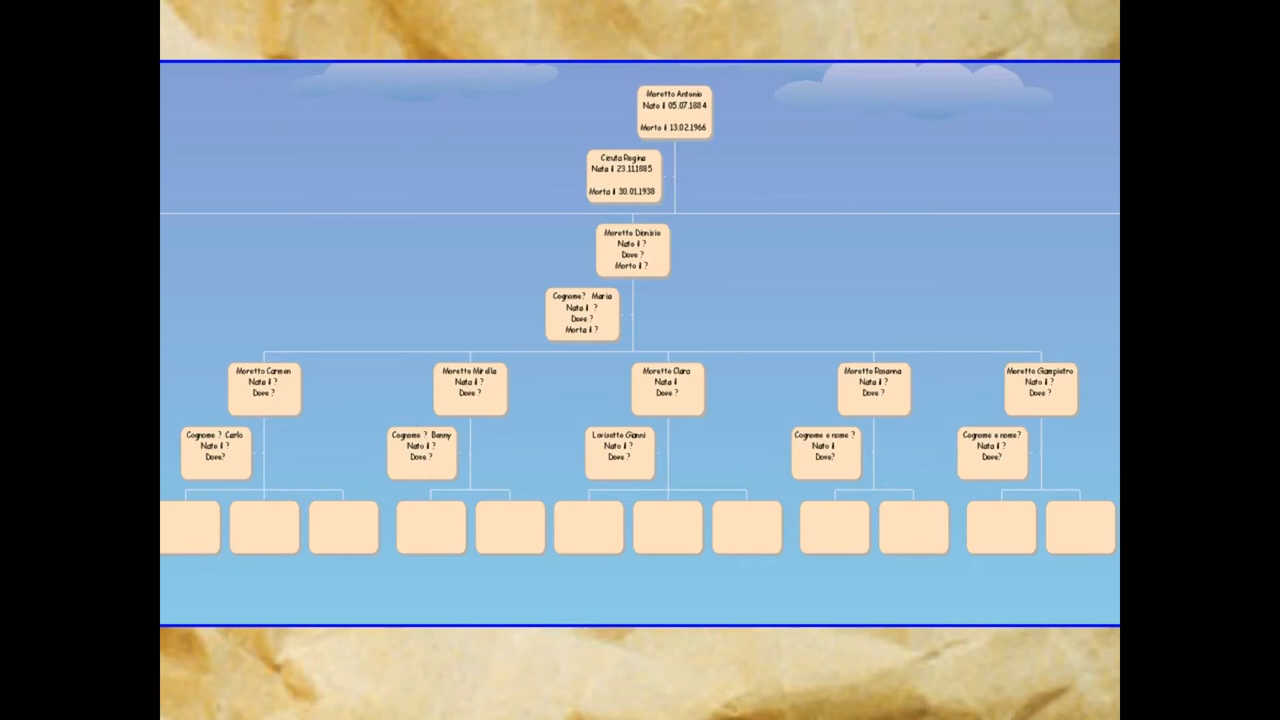 Moretto Antonio
Nato il 05.07.1884
Morto il 13.02.1966
Cicuta Regina
Nata il 23.11.1885
Morta il 30.01.1938
Moretto Dionisio
Nato il ?
Dove ?
Morto il ?
Cognome? Maria
Nata il ?
Dove ?
Morta il ?
Moretto Carmen
Nata il ?
Dove ?
Moretto Mirella
Nata il ?
Dove ?
Moretto Clara
Nata il
Dove ?
Moretto Rosanna
Nata il ?
Dove ?
Moretto Giampietro
Nato il ?
Dove ?
Cognome ? Carlo
Nato il ?
Dove?
Cognome ? Benny
Nato il ?
Dove ?
Lovisotto Gianni
Nato il ?
Dove ?
Cognome e nome ?
Nato il
Dove?
Cognome e nome?
Nata il ?
Dove?